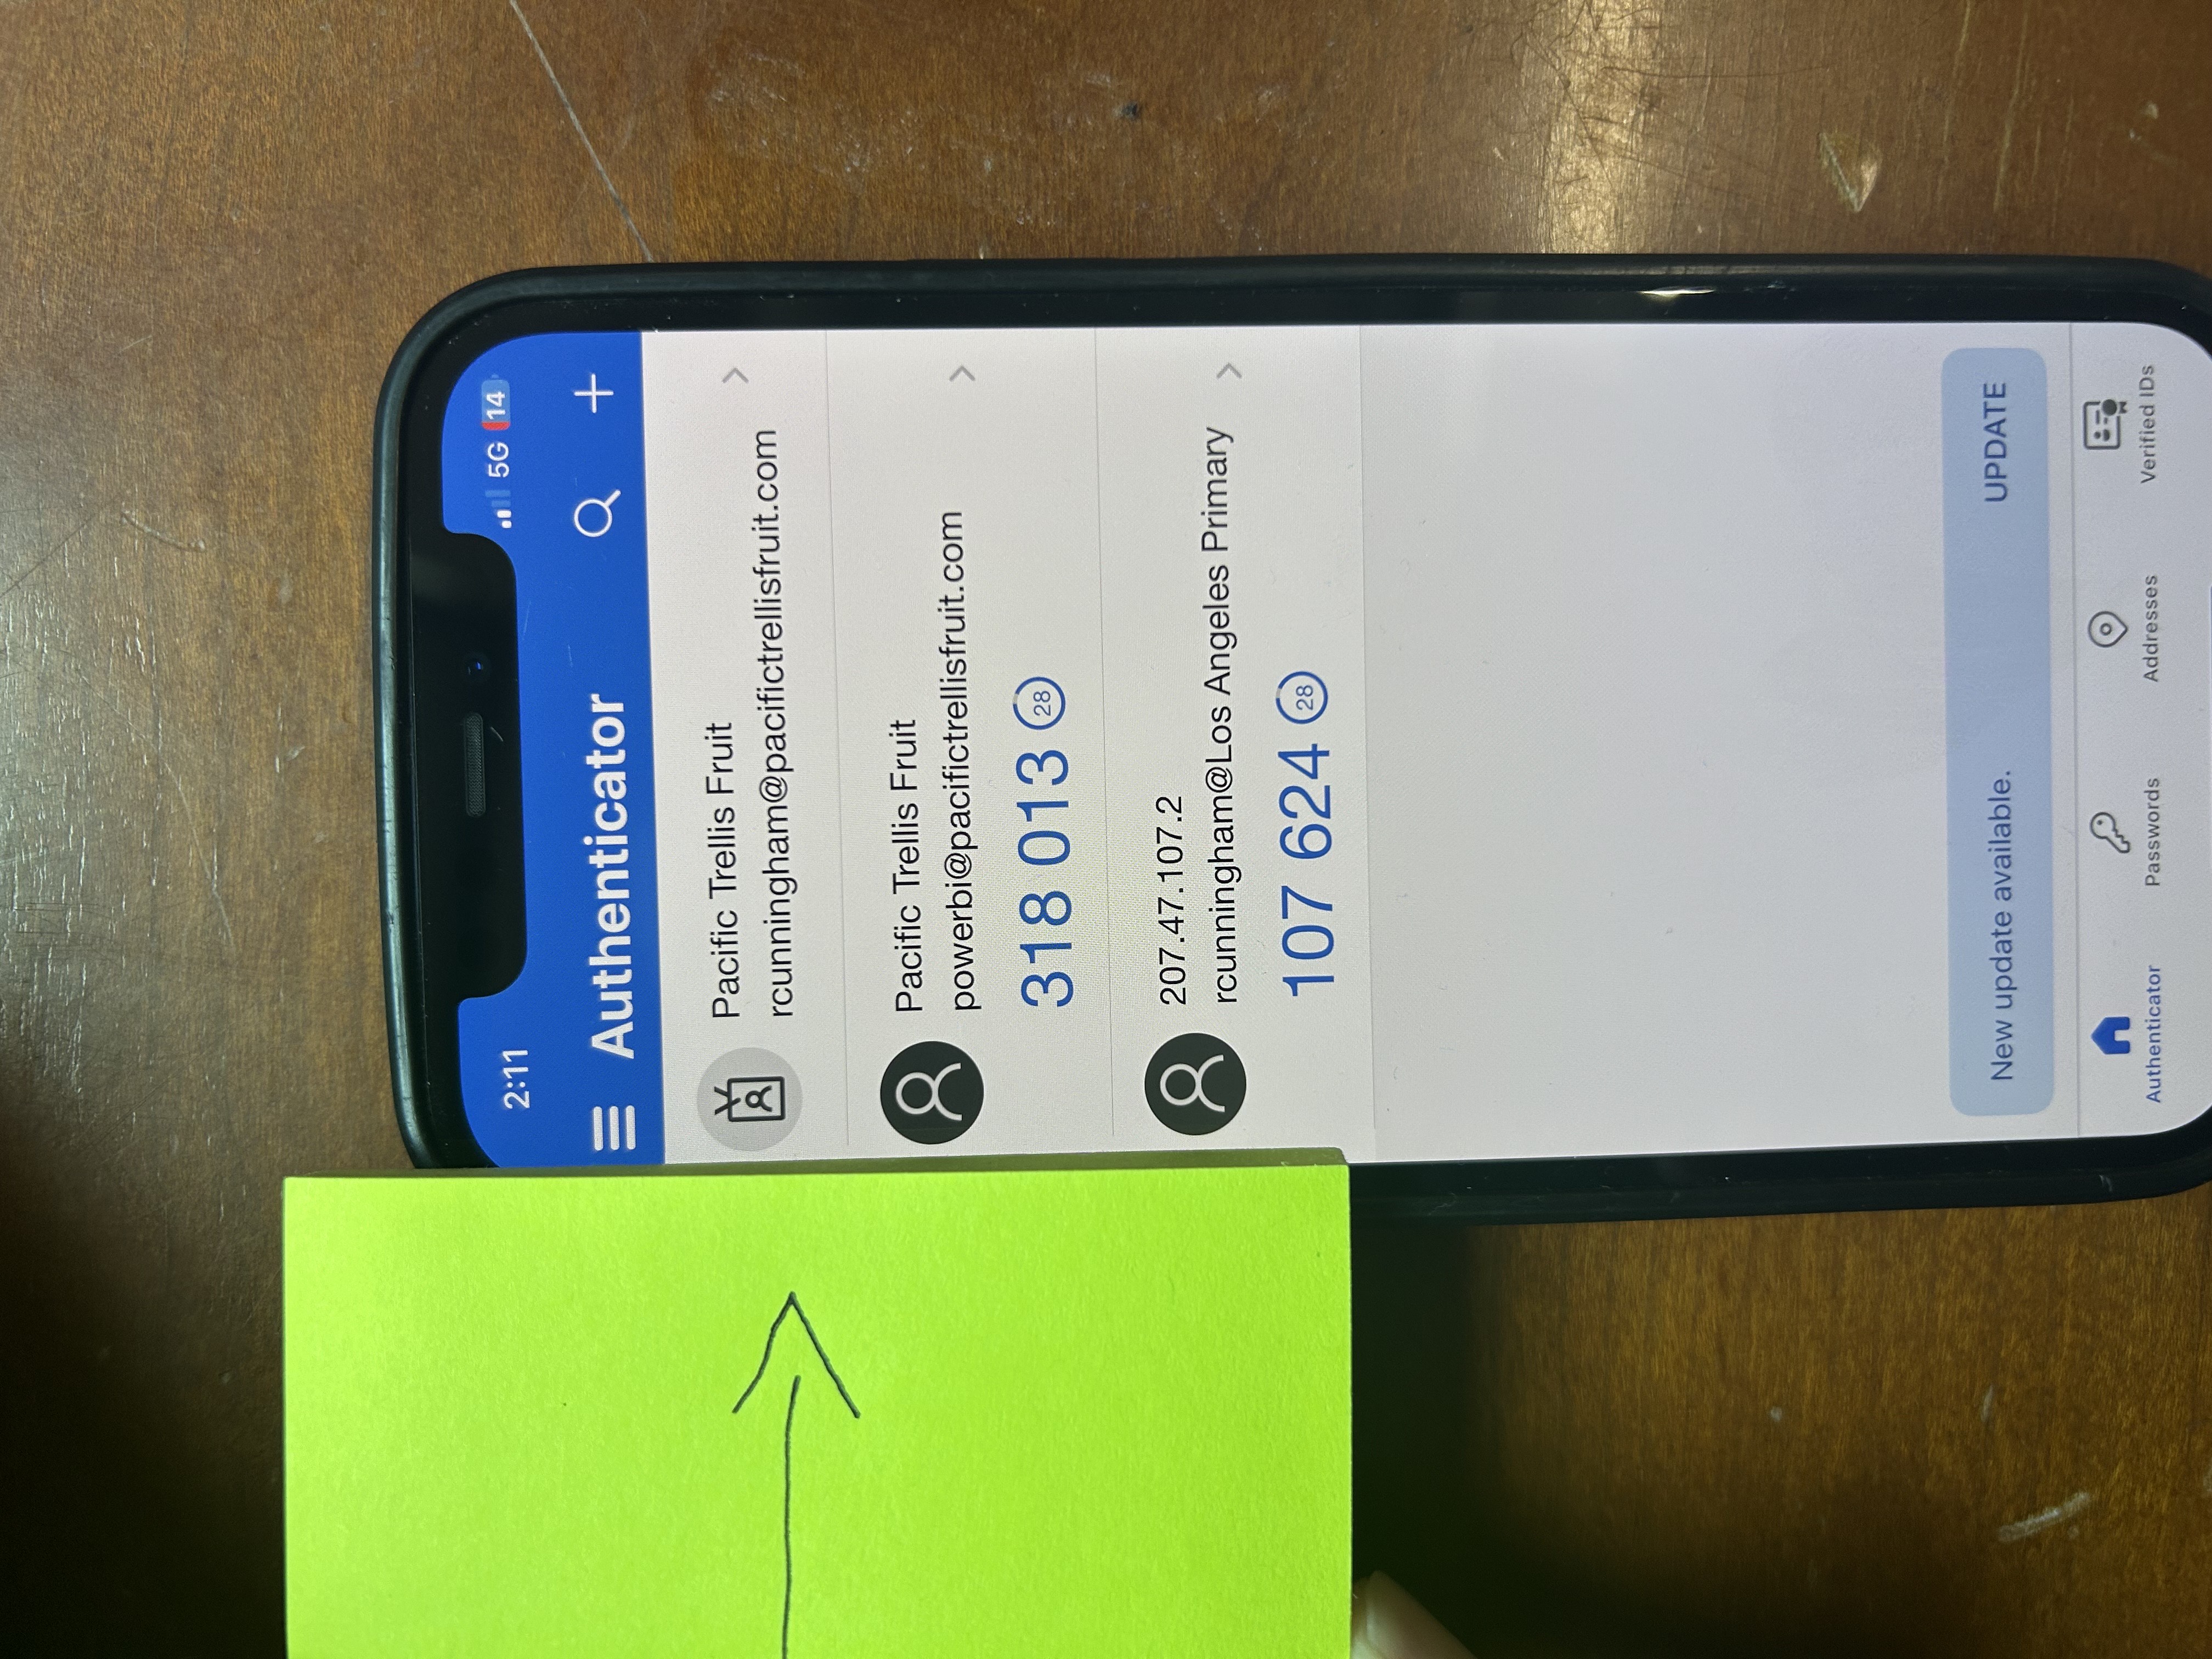 2:11
5G 14
Authenticator
Pacific Trellis Fruit
rcunningham@pacifictrellisfruit.com
Pacific Trellis Fruit
powerbi@pacifictrellisfruit.com
318 013 28
207.47.107.2
rcunningham@Los Angeles Primary
107 624 28
New update available. UPDATE
Authenticator Passwords Addresses Verified IDs